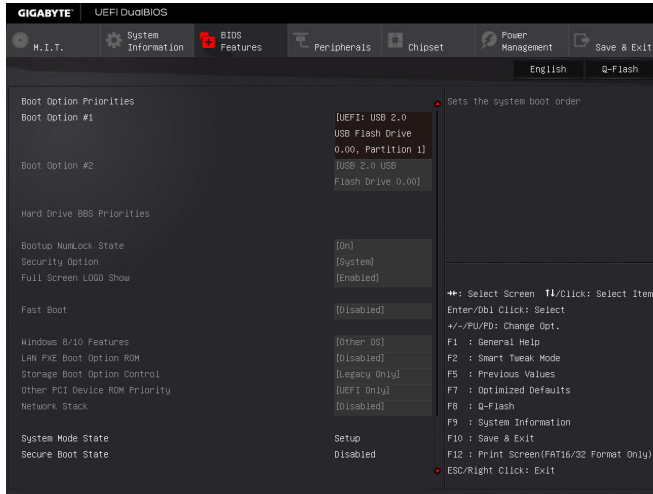 GIGABYTE™ UEFI DualBIOS
M.I.T.
System Information
BIOS Features
Peripherals
Chipset
Power Management
Save & Exit
English Q-Flash
Boot Option Priorities
Boot Option #1 [UEFI: USB 2.0
USB Flash Drive
0.00, Partition 1]
Boot Option #2 [USB 2.0 USB
Flash Drive 0.00]
Hard Drive BBS Priorities
Bootup NumLock State [On]
Security Option [System]
Full Screen LOGO Show [Enabled]
Fast Boot [Disabled]
Windows 8/10 Features [Other OS]
LAN PXE Boot Option ROM [Disabled]
Storage Boot Option Control [Legacy Only]
Other PCI Device ROM Priority [UEFI Only]
Network Stack [Disabled]
System Mode State Setup
Secure Boot State Disabled
Sets the system boot order
→←: Select Screen ↑↓/Click: Select Item
Enter/Dbl Click: Select
+/-/PU/PD: Change Opt.
F1 : General Help
F2 : Smart Tweak Mode
F5 : Previous Values
F7 : Optimized Defaults
F8 : Q-Flash
F9 : System Information
F10 : Save & Exit
F12 : Print Screen(FAT16/32 Format Only)
ESC/Right Click: Exit